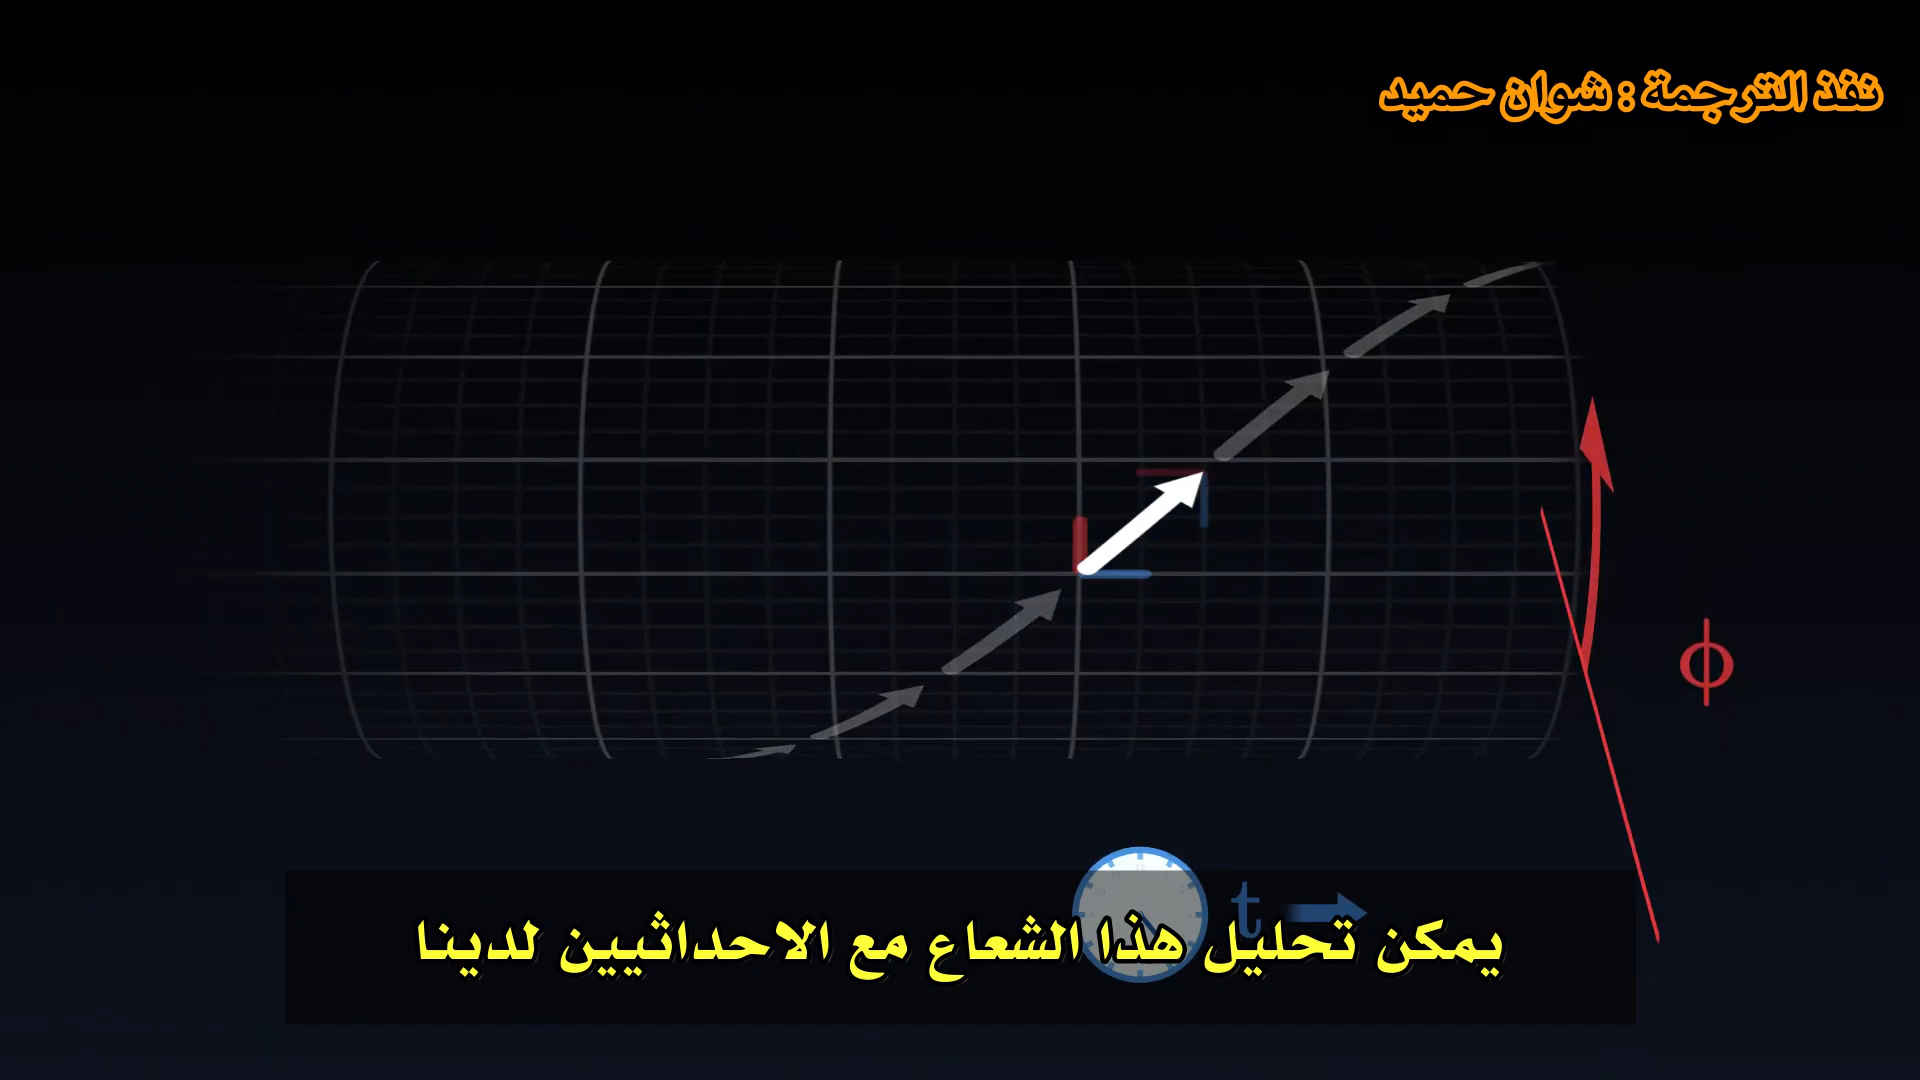 نفذ الترجمة : شوان حميد
ϕ
t
يمكن تحليل هذا الشعاع مع الاحداثيين لدينا